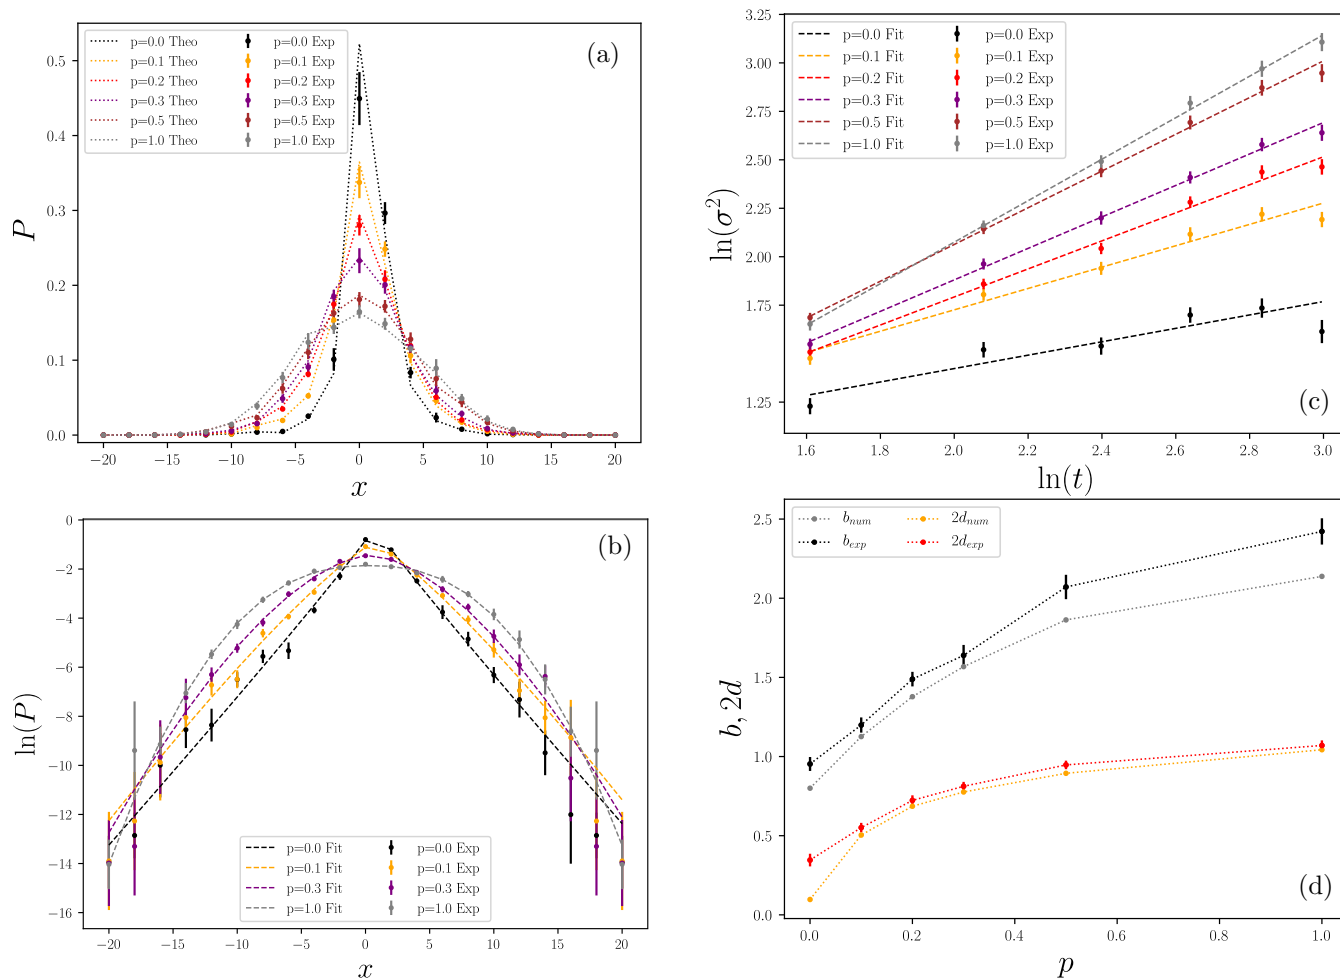 (a)
p=0.0 Theo p=0.0 Exp
p=0.1 Theo p=0.1 Exp
p=0.2 Theo p=0.2 Exp
p=0.3 Theo p=0.3 Exp
p=0.5 Theo p=0.5 Exp
p=1.0 Theo p=1.0 Exp
P
0.5
0.4
0.3
0.2
0.1
0.0
−20 −15 −10 −5 0 5 10 15 20
x
(c)
p=0.0 Fit p=0.0 Exp
p=0.1 Fit p=0.1 Exp
p=0.2 Fit p=0.2 Exp
p=0.3 Fit p=0.3 Exp
p=0.5 Fit p=0.5 Exp
p=1.0 Fit p=1.0 Exp
ln(σ²)
3.25
3.00
2.75
2.50
2.25
2.00
1.75
1.50
1.25
1.6 1.8 2.0 2.2 2.4 2.6 2.8 3.0
ln(t)
(b)
ln(P)
0
−2
−4
−6
−8
−10
−12
−14
−16
p=0.0 Fit p=0.0 Exp
p=0.1 Fit p=0.1 Exp
p=0.3 Fit p=0.3 Exp
p=1.0 Fit p=1.0 Exp
−20 −15 −10 −5 0 5 10 15 20
x
b_num 2d_num
b_exp 2d_exp
b, 2d
2.5
2.0
1.5
1.0
0.5
0.0
(d)
0.0 0.2 0.4 0.6 0.8 1.0
p